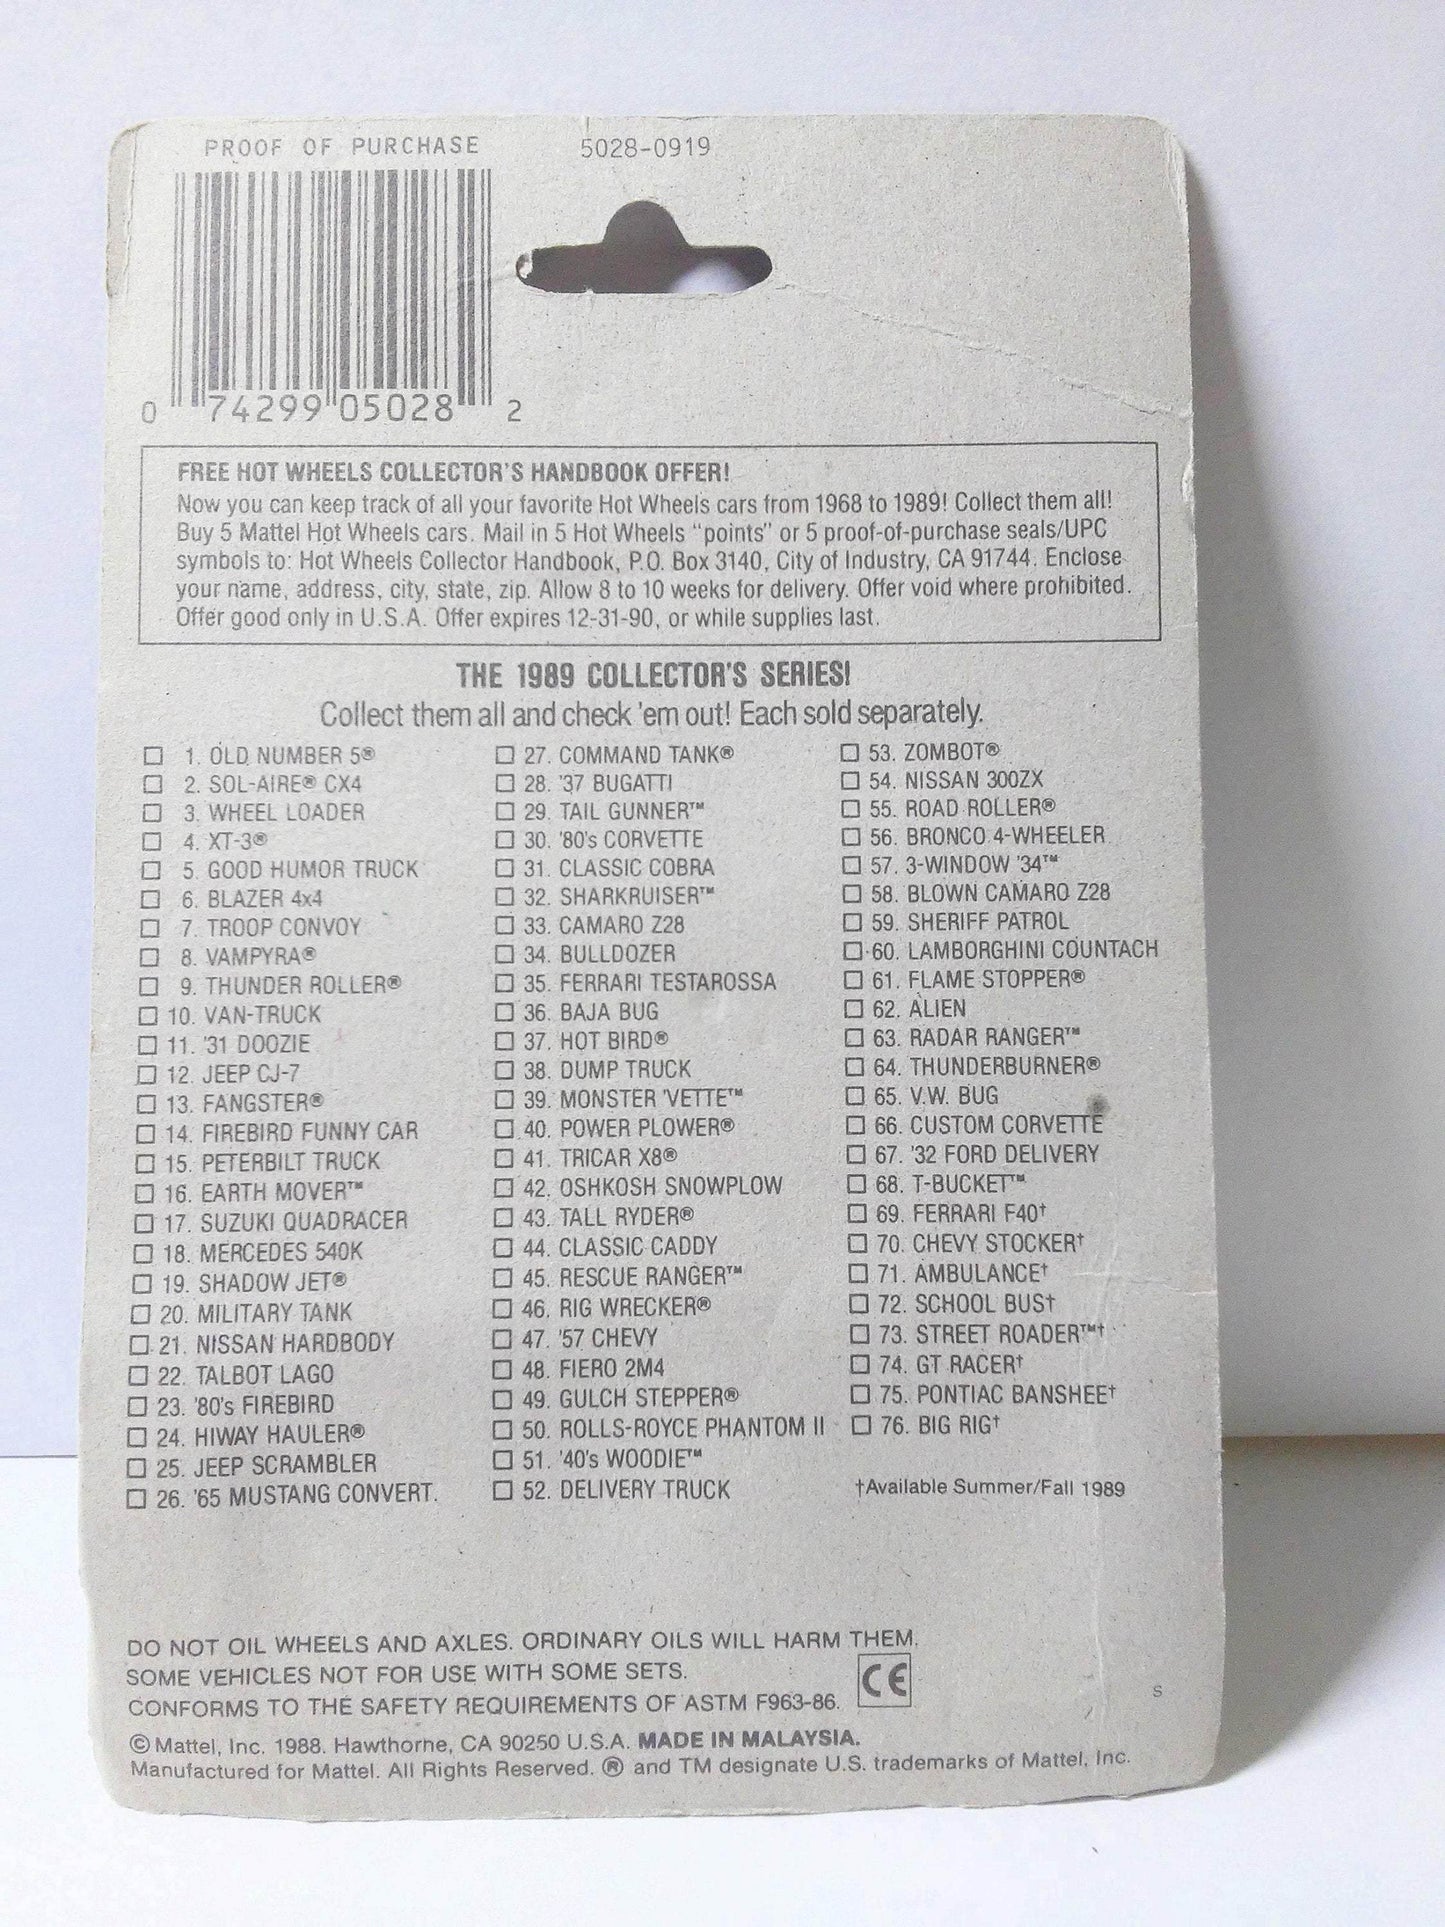 PROOF OF PURCHASE
5028-0919
0 74299 05028 2
FREE HOT WHEELS COLLECTOR'S HANDBOOK OFFER!
Now you can keep track of all your favorite Hot Wheels cars from 1968 to 1989! Collect them all!
Buy 5 Mattel Hot Wheels cars. Mail in 5 Hot Wheels "points" or 5 proof-of-purchase seals/UPC
symbols to: Hot Wheels Collector Handbook, P.O. Box 3140, City of Industry, CA 91744. Enclose
your name, address, city, state, zip. Allow 8 to 10 weeks for delivery. Offer void where prohibited.
Offer good only in U.S.A. Offer expires 12-31-90, or while supplies last.
THE 1989 COLLECTOR'S SERIES!
Collect them all and check 'em out! Each sold separately.
1. OLD NUMBER 5®
2. SOL-AIRE® CX4
3. WHEEL LOADER
4. XT-3®
5. GOOD HUMOR TRUCK
6. BLAZER 4x4
7. TROOP CONVOY
8. VAMPYRA®
9. THUNDER ROLLER®
10. VAN-TRUCK
11. '31 DOOZIE
12. JEEP CJ-7
13. FANGSTER®
14. FIREBIRD FUNNY CAR
15. PETERBILT TRUCK
16. EARTH MOVER™
17. SUZUKI QUADRACER
18. MERCEDES 540K
19. SHADOW JET®
20. MILITARY TANK
21. NISSAN HARDBODY
22. TALBOT LAGO
23. '80's FIREBIRD
24. HIWAY HAULER®
25. JEEP SCRAMBLER
26. '65 MUSTANG CONVERT.
27. COMMAND TANK®
28. '37 BUGATTI
29. TAIL GUNNER™
30. '80's CORVETTE
31. CLASSIC COBRA
32. SHARKRUISER™
33. CAMARO Z28
34. BULLDOZER
35. FERRARI TESTAROSSA
36. BAJA BUG
37. HOT BIRD®
38. DUMP TRUCK
39. MONSTER 'VETTE™
40. POWER PLOWER®
41. TRICAR X8®
42. OSHKOSH SNOWPLOW
43. TALL RYDER®
44. CLASSIC CADDY
45. RESCUE RANGER™
46. RIG WRECKER®
47. '57 CHEVY
48. FIERO 2M4
49. GULCH STEPPER®
50. ROLLS-ROYCE PHANTOM II
51. '40's WOODIE™
52. DELIVERY TRUCK
53. ZOMBOT®
54. NISSAN 300ZX
55. ROAD ROLLER®
56. BRONCO 4-WHEELER
57. 3-WINDOW '34™
58. BLOWN CAMARO Z28
59. SHERIFF PATROL
60. LAMBORGHINI COUNTACH
61. FLAME STOPPER®
62. ALIEN
63. RADAR RANGER™
64. THUNDERBURNER®
65. V.W. BUG
66. CUSTOM CORVETTE
67. '32 FORD DELIVERY
68. T-BUCKET™
69. FERRARI F40†
70. CHEVY STOCKER†
71. AMBULANCE†
72. SCHOOL BUS†
73. STREET ROADER™†
74. GT RACER†
75. PONTIAC BANSHEE†
76. BIG RIG†
†Available Summer/Fall 1989
DO NOT OIL WHEELS AND AXLES. ORDINARY OILS WILL HARM THEM.
SOME VEHICLES NOT FOR USE WITH SOME SETS.
CONFORMS TO THE SAFETY REQUIREMENTS OF ASTM F963-86.
CE
S
© Mattel, Inc. 1988. Hawthorne, CA 90250 U.S.A. MADE IN MALAYSIA.
Manufactured for Mattel. All Rights Reserved. ® and TM designate U.S. trademarks of Mattel, Inc.